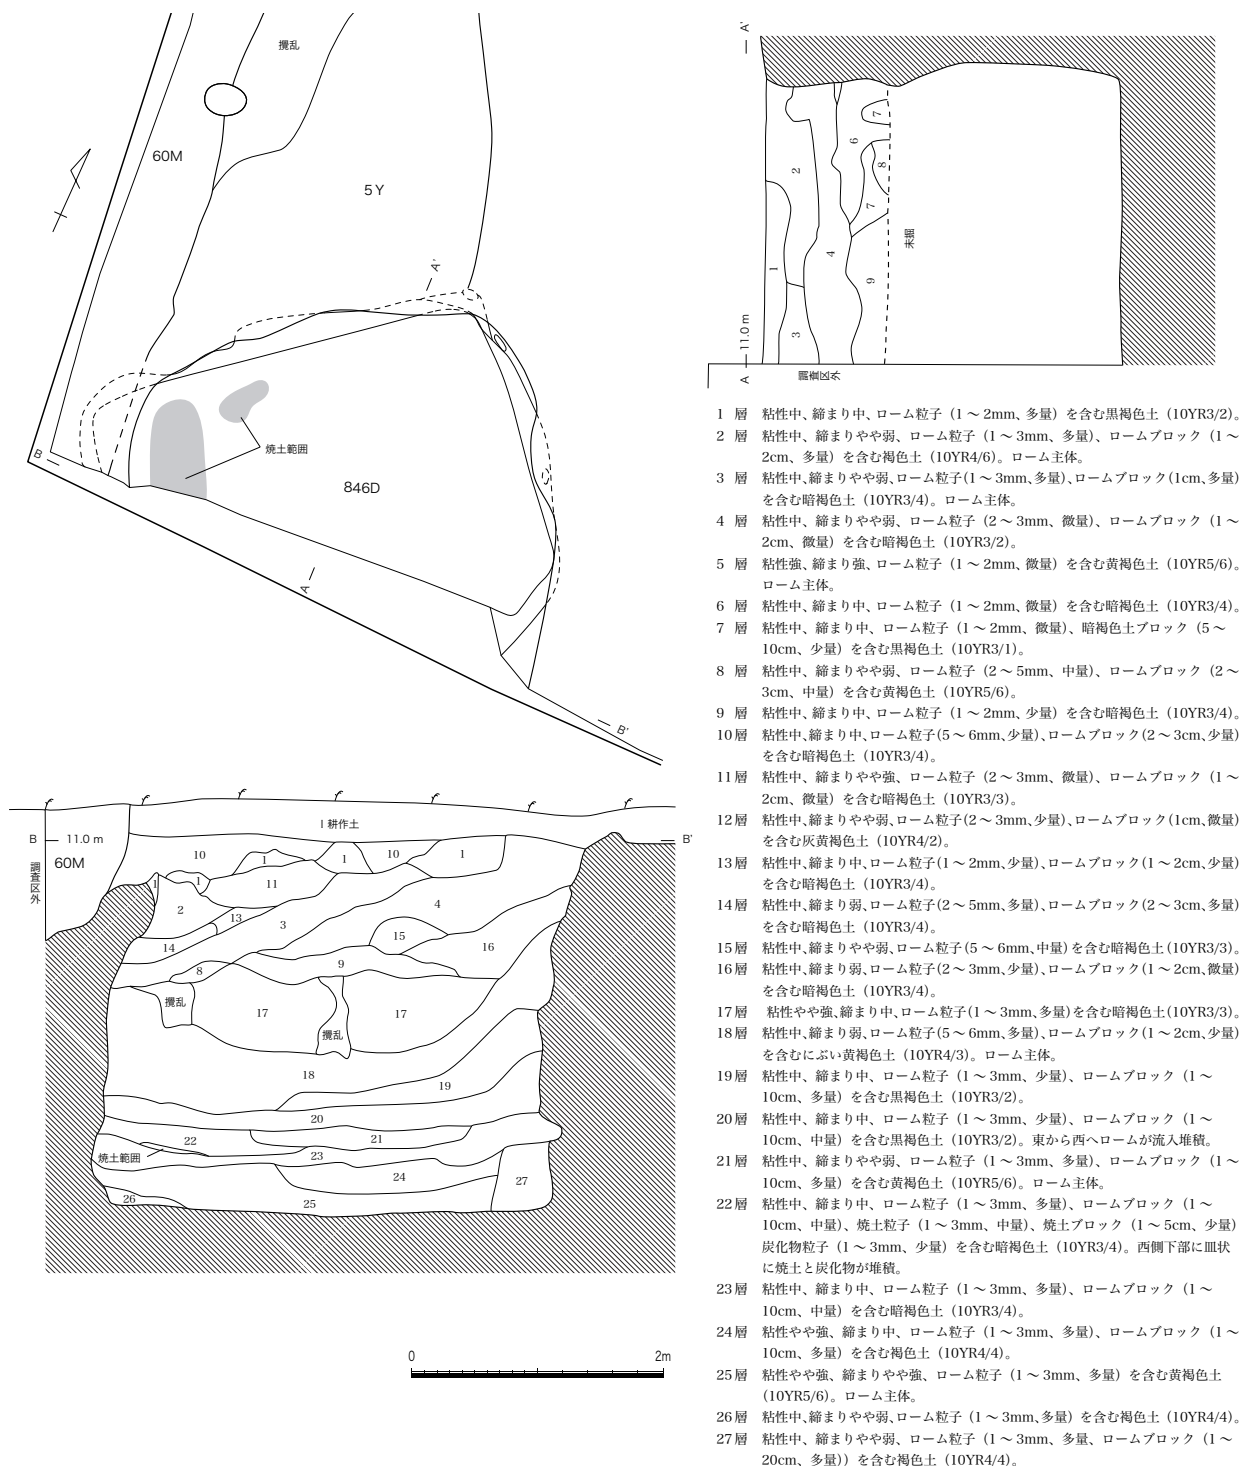 攪乱
60M
5Y
A'
焼土範囲
846D
B
A
B'
A'
7
6
8
2
7
未掘
4
1
9
3
11.0 m
A
調査区外
Ⅰ 耕作土
B
11.0 m
B'
60M
調査区外
10
1
1
10
1
1
1
11
2
13
3
4
14
15
16
8
9
攪乱
17
17
攪乱
18
19
20
22
21
焼土範囲
23
24
27
26
25
0
2m
1 層 粘性中、締まり中、ローム粒子（1～2mm、多量）を含む黒褐色土（10YR3/2）。
2 層 粘性中、締まりやや弱、ローム粒子（1～3mm、多量）、ロームブロック（1～
2cm、多量）を含む褐色土（10YR4/6）。ローム主体。
3 層 粘性中、締まりやや弱、ローム粒子(1～3mm、多量)、ロームブロック(1cm、多量)
を含む暗褐色土（10YR3/4）。ローム主体。
4 層 粘性中、締まりやや弱、ローム粒子（2～3mm、微量）、ロームブロック（1～
2cm、微量）を含む暗褐色土（10YR3/2）。
5 層 粘性強、締まり強、ローム粒子（1～2mm、微量）を含む黄褐色土（10YR5/6）。
ローム主体。
6 層 粘性中、締まり中、ローム粒子（1～2mm、微量）を含む暗褐色土（10YR3/4）。
7 層 粘性中、締まり中、ローム粒子（1～2mm、微量）、暗褐色土ブロック（5～
10cm、少量）を含む黒褐色土（10YR3/1）。
8 層 粘性中、締まりやや弱、ローム粒子（2～5mm、中量）、ロームブロック（2～
3cm、中量）を含む黄褐色土（10YR5/6）。
9 層 粘性中、締まり中、ローム粒子（1～2mm、少量）を含む暗褐色土（10YR3/4）。
10層 粘性中、締まり中、ローム粒子(5～6mm、少量)、ロームブロック(2～3cm、少量)
を含む暗褐色土（10YR3/4）。
11層 粘性中、締まりやや強、ローム粒子（2～3mm、微量）、ロームブロック（1～
2cm、微量）を含む暗褐色土（10YR3/3）。
12層 粘性中、締まりやや弱、ローム粒子(2～3mm、少量)、ロームブロック(1cm、微量)
を含む灰黄褐色土（10YR4/2）。
13層 粘性中、締まり中、ローム粒子(1～2mm、少量)、ロームブロック(1～2cm、少量)
を含む暗褐色土（10YR3/4）。
14層 粘性中、締まり弱、ローム粒子(2～5mm、多量)、ロームブロック(2～3cm、多量)
を含む暗褐色土（10YR3/4）。
15層 粘性中、締まりやや弱、ローム粒子(5～6mm、中量)を含む暗褐色土(10YR3/3)。
16層 粘性中、締まり弱、ローム粒子(2～3mm、少量)、ロームブロック(1～2cm、微量)
を含む暗褐色土（10YR3/4）。
17層 粘性やや強、締まり中、ローム粒子(1～3mm、多量)を含む暗褐色土(10YR3/3)。
18層 粘性中、締まり弱、ローム粒子(5～6mm、多量)、ロームブロック(1～2cm、少量)
を含むにぶい黄褐色土（10YR4/3）。ローム主体。
19層 粘性中、締まり中、ローム粒子（1～3mm、少量）、ロームブロック（1～
10cm、多量）を含む黒褐色土（10YR3/2）。
20層 粘性中、締まり中、ローム粒子（1～3mm、少量）、ロームブロック（1～
10cm、中量）を含む黒褐色土（10YR3/2）。東から西へロームが流入堆積。
21層 粘性中、締まりやや弱、ローム粒子（1～3mm、多量）、ロームブロック（1～
10cm、多量）を含む黄褐色土（10YR5/6）。ローム主体。
22層 粘性中、締まり中、ローム粒子（1～3mm、多量）、ロームブロック（1～
10cm、中量）、焼土粒子（1～3mm、中量）、焼土ブロック（1～5cm、少量）
炭化物粒子（1～3mm、少量）を含む暗褐色土（10YR3/4）。西側下部に皿状
に焼土と炭化物が堆積。
23層 粘性中、締まり中、ローム粒子（1～3mm、多量）、ロームブロック（1～
10cm、中量）を含む暗褐色土（10YR3/4）。
24層 粘性やや強、締まり中、ローム粒子（1～3mm、多量）、ロームブロック（1～
10cm、多量）を含む褐色土（10YR4/4）。
25層 粘性やや強、締まりやや強、ローム粒子（1～3mm、多量）を含む黄褐色土
（10YR5/6）。ローム主体。
26層 粘性中、締まりやや弱、ローム粒子（1～3mm、多量）を含む褐色土（10YR4/4）。
27層 粘性中、締まりやや弱、ローム粒子（1～3mm、多量、ロームブロック（1～
20cm、多量））を含む褐色土（10YR4/4）。